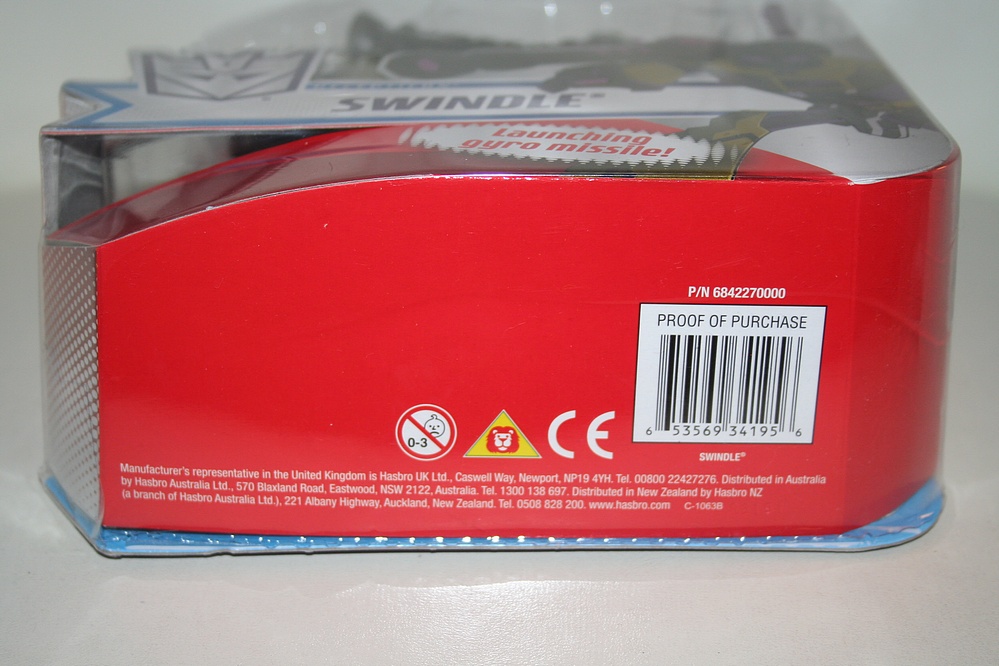 SWINDLE®
Launching
gyro missile!
P/N 6842270000
PROOF OF PURCHASE
6 53569 34195 6
SWINDLE®
0-3
CE
Manufacturer's representative in the United Kingdom is Hasbro UK Ltd., Caswell Way, Newport, NP19 4YH. Tel. 00800 22427276. Distributed in Australia
by Hasbro Australia Ltd., 570 Blaxland Road, Eastwood, NSW 2122, Australia. Tel. 1300 138 697. Distributed in New Zealand by Hasbro NZ
(a branch of Hasbro Australia Ltd.), 221 Albany Highway, Auckland, New Zealand. Tel. 0508 828 200. www.hasbro.com C-1063B